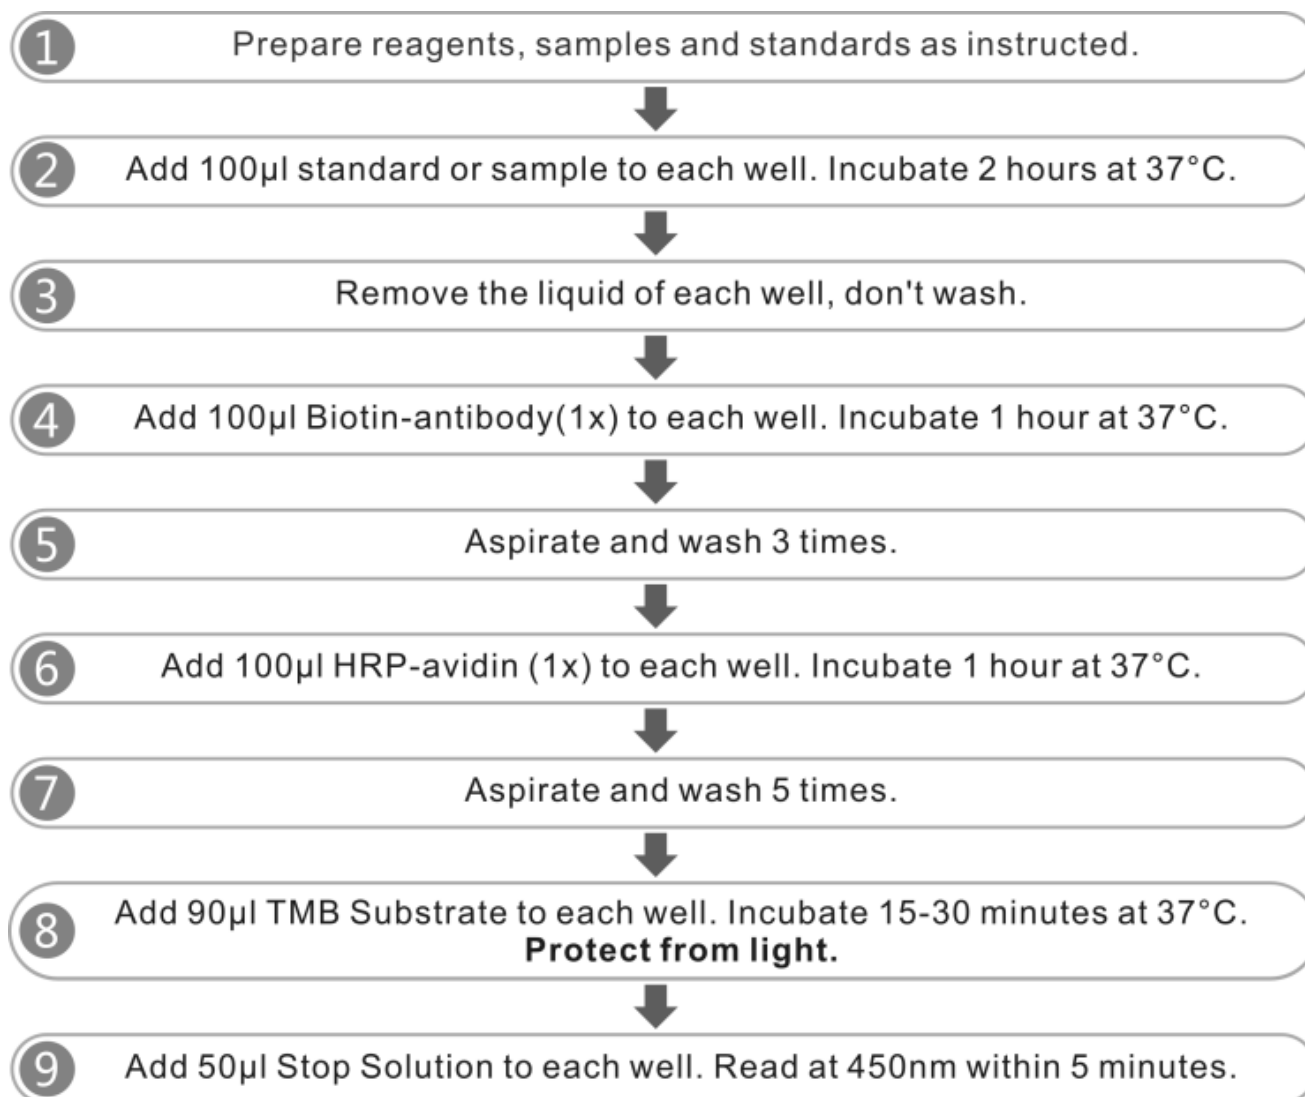 1 Prepare reagents, samples and standards as instructed.
2 Add 100µl standard or sample to each well. Incubate 2 hours at 37°C.
3 Remove the liquid of each well, don't wash.
4 Add 100µl Biotin-antibody(1x) to each well. Incubate 1 hour at 37°C.
5 Aspirate and wash 3 times.
6 Add 100µl HRP-avidin (1x) to each well. Incubate 1 hour at 37°C.
7 Aspirate and wash 5 times.
8 Add 90µl TMB Substrate to each well. Incubate 15-30 minutes at 37°C.
Protect from light.
9 Add 50µl Stop Solution to each well. Read at 450nm within 5 minutes.